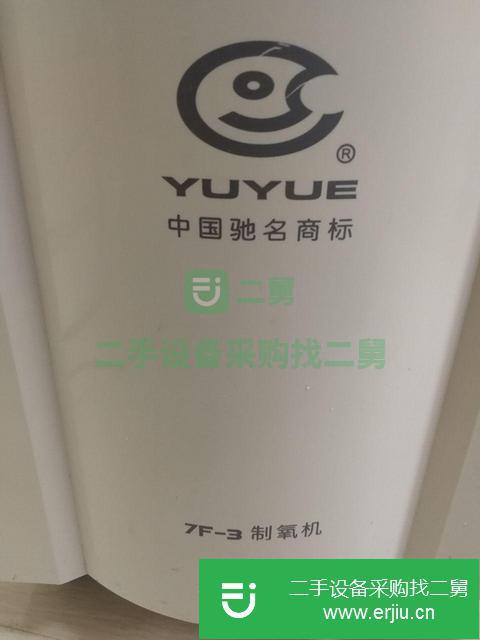 ®
YUYUE
中国驰名商标
二舅
二手设备采购找二舅
7F-3 制氧机
二手设备采购找二舅
www.erjiu.cn